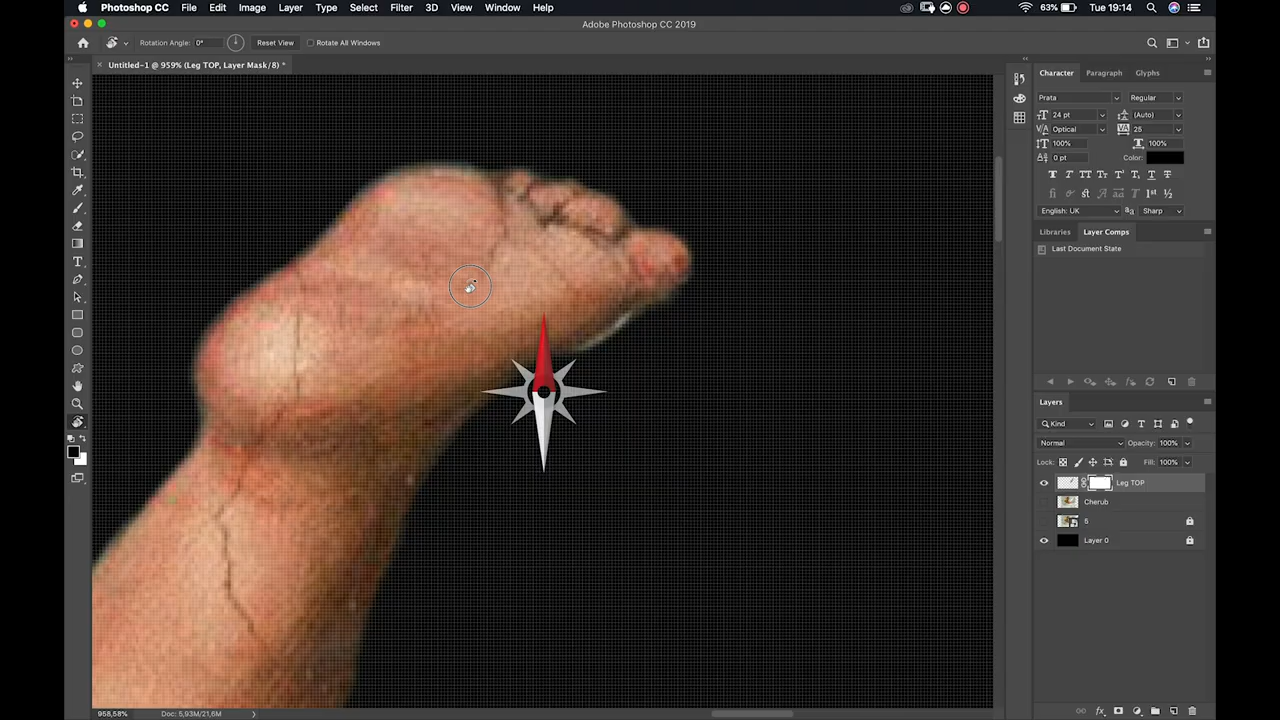 Photoshop CC File Edit Image Layer Type Select Filter 3D View Window Help 63% Tue 19:14
Adobe Photoshop CC 2019
Rotation Angle: 0° Reset View Rotate All Windows
× Untitled-1 @ 959% (Leg TOP, Layer Mask/8) *
Character Paragraph Glyphs
Prata Regular
24 pt (Auto)
Optical 25
100% 100%
0 pt Color:
English: UK Sharp
Libraries Layer Comps
Last Document State
Layers
Kind
Normal Opacity: 100%
Lock: Fill: 100%
Leg TOP
Cherub
Layer 0
958,58% Doc: 5,93M/21,6M